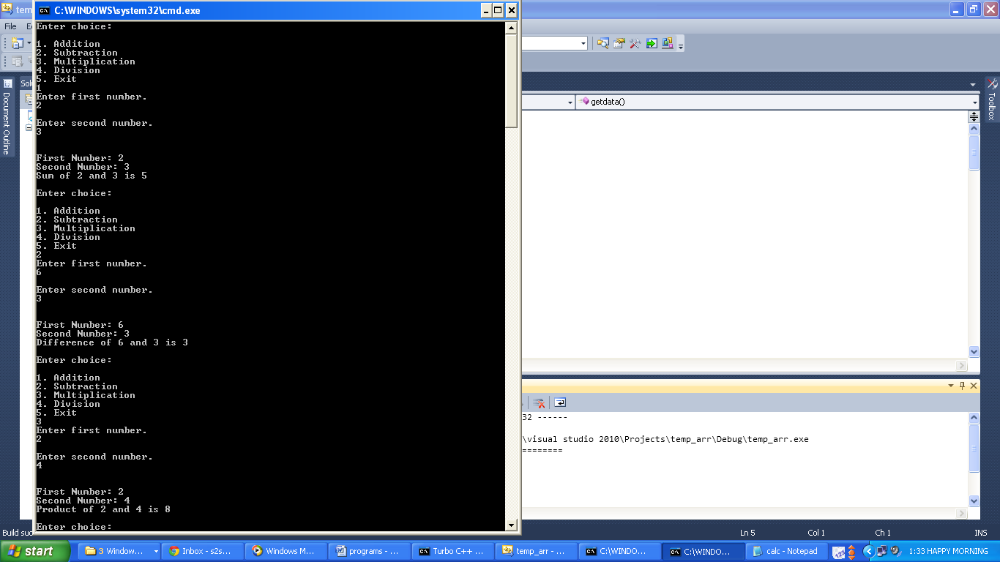 C:\WINDOWS\system32\cmd.exe
tem
File
Enter choice:
1. Addition
2. Subtraction
3. Multiplication
4. Division
5. Exit
1
Enter first number.
2
Enter second number.
3
First Number: 2
Second Number: 3
Sum of 2 and 3 is 5
Enter choice:
1. Addition
2. Subtraction
3. Multiplication
4. Division
5. Exit
2
Enter first number.
6
Enter second number.
3
First Number: 6
Second Number: 3
Difference of 6 and 3 is 3
Enter choice:
1. Addition
2. Subtraction
3. Multiplication
4. Division
5. Exit
3
Enter first number.
2
Enter second number.
4
First Number: 2
Second Number: 4
Product of 2 and 4 is 8
Enter choice:
Document Outline
getdata()
Toolbox
32 ------
\visual studio 2010\Projects\temp_arr\Debug\temp_arr.exe
========
Build suc
Ln 5 Col 1 Ch 1 INS
start
3 Window...
Inbox - s2s...
Windows M...
programs - ...
Turbo C++ ...
temp_arr - ...
C:\WINDO...
C:\WINDO...
calc - Notepad
1:33 HAPPY MORNING